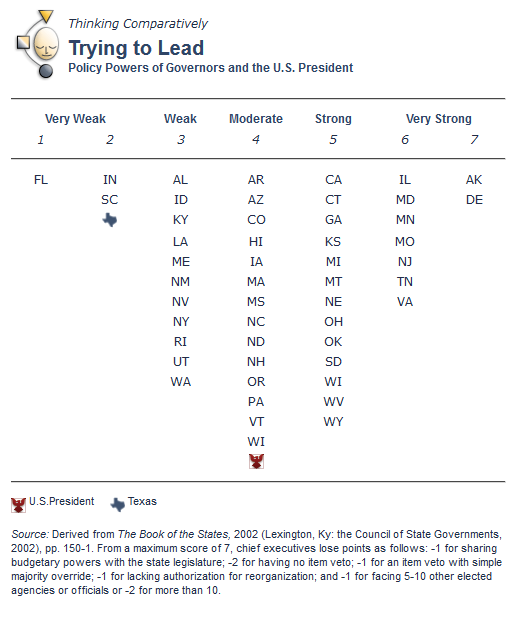 Thinking Comparatively
Trying to Lead
Policy Powers of Governors and the U.S. President
Very Weak Weak Moderate Strong Very Strong
1 2 3 4 5 6 7
FL IN AL AR CA IL AK
SC ID AZ CT MD DE
KY CO GA MN
LA HI KS MO
ME IA MI NJ
NM MA MT TN
NV MS NE VA
NY NC OH
RI ND OK
UT NH SD
WA OR WI
PA WV
VT WY
WI
U.S.President Texas
Source: Derived from The Book of the States, 2002 (Lexington, Ky: the Council of State Governments,
2002), pp. 150-1. From a maximum score of 7, chief executives lose points as follows: -1 for sharing
budgetary powers with the state legislature; -2 for having no item veto; -1 for an item veto with simple
majority override; -1 for lacking authorization for reorganization; and -1 for facing 5-10 other elected
agencies or officials or -2 for more than 10.